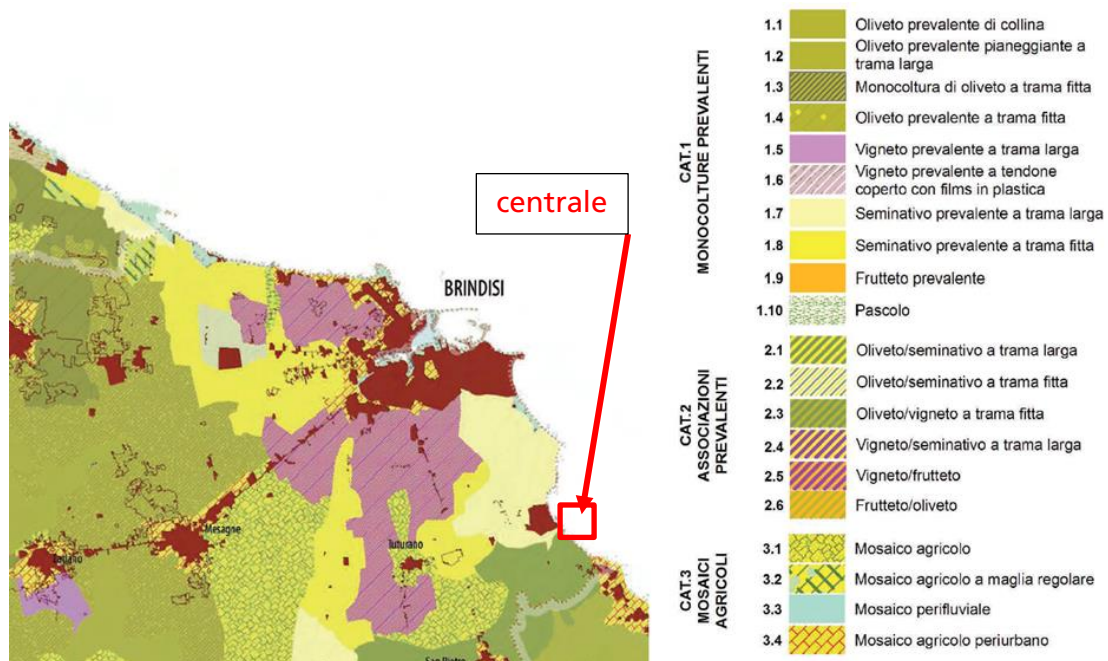 centrale
BRINDISI
Mesagne
Tuturano
San Pietro
CAT.1
MONOCOLTURE PREVALENTI
1.1 Oliveto prevalente di collina
1.2 Oliveto prevalente pianeggiante a
trama larga
1.3 Monocoltura di oliveto a trama fitta
1.4 Oliveto prevalente a trama fitta
1.5 Vigneto prevalente a trama larga
1.6 Vigneto prevalente a tendone
coperto con films in plastica
1.7 Seminativo prevalente a trama larga
1.8 Seminativo prevalente a trama fitta
1.9 Frutteto prevalente
1.10 Pascolo
CAT.2
ASSOCIAZIONI
PREVALENTI
2.1 Oliveto/seminativo a trama larga
2.2 Oliveto/seminativo a trama fitta
2.3 Oliveto/vigneto a trama fitta
2.4 Vigneto/seminativo a trama larga
2.5 Vigneto/frutteto
2.6 Frutteto/oliveto
CAT.3
MOSAICI
AGRICOLI
3.1 Mosaico agricolo
3.2 Mosaico agricolo a maglia regolare
3.3 Mosaico perifluviale
3.4 Mosaico agricolo periurbano